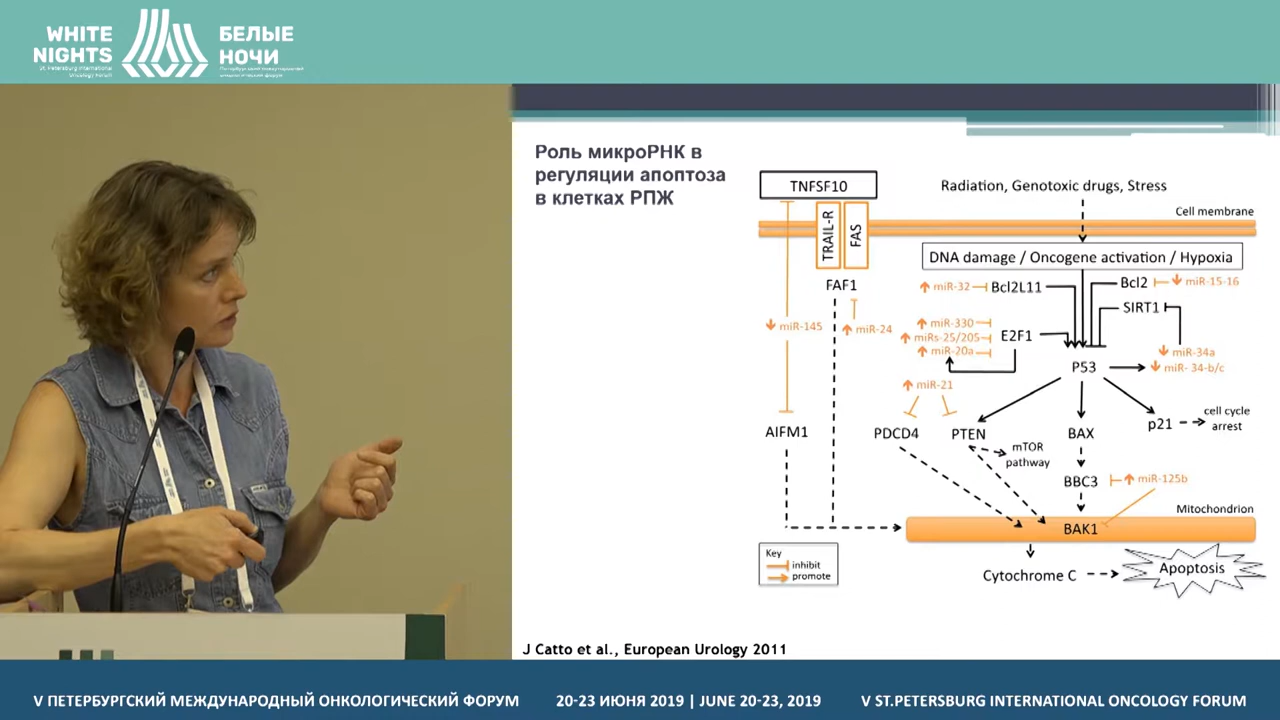 WHITE
NIGHTS
St. Petersburg International
Urology Forum
БЕЛЫЕ
НОЧИ
Роль микроРНК в
регуляции апоптоза
в клетках РПЖ
TNFSF10
Radiation, Genotoxic drugs, Stress
Cell membrane
TRAIL-R
FAS
DNA damage / Oncogene activation / Hypoxia
FAF1
miR-32
Bcl2L11
Bcl2
miR-15-16
SIRT1
miR-145
miR-24
miR-330
miRs-25/205
miR-20a
E2F1
miR-34a
miR- 34-b/c
P53
miR-21
AIFM1
PDCD4
PTEN
BAX
p21
cell cycle
arrest
mTOR
pathway
BBC3
miR-125b
Mitochondrion
BAK1
Key
inhibit
promote
Cytochrome C
Apoptosis
J Catto et al., European Urology 2011
V ПЕТЕРБУРГСКИЙ МЕЖДУНАРОДНЫЙ ОНКОЛОГИЧЕСКИЙ ФОРУМ
20-23 ИЮНЯ 2019 | JUNE 20-23, 2019
V ST.PETERSBURG INTERNATIONAL ONCOLOGY FORUM